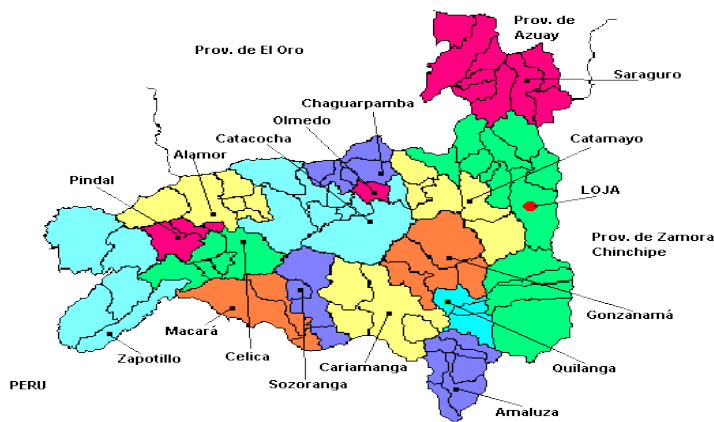 Prov. de
Azuay
Prov. de El Oro
Saraguro
Chaguarpamba
Olmedo
Catacocha
Catamayo
Alamor
Pindal
LOJA
Prov. de Zamora
Chinchipe
Gonzanamá
Macará
Zapotillo
Celica
Cariamanga
Quilanga
Sozoranga
PERU
Amaluza